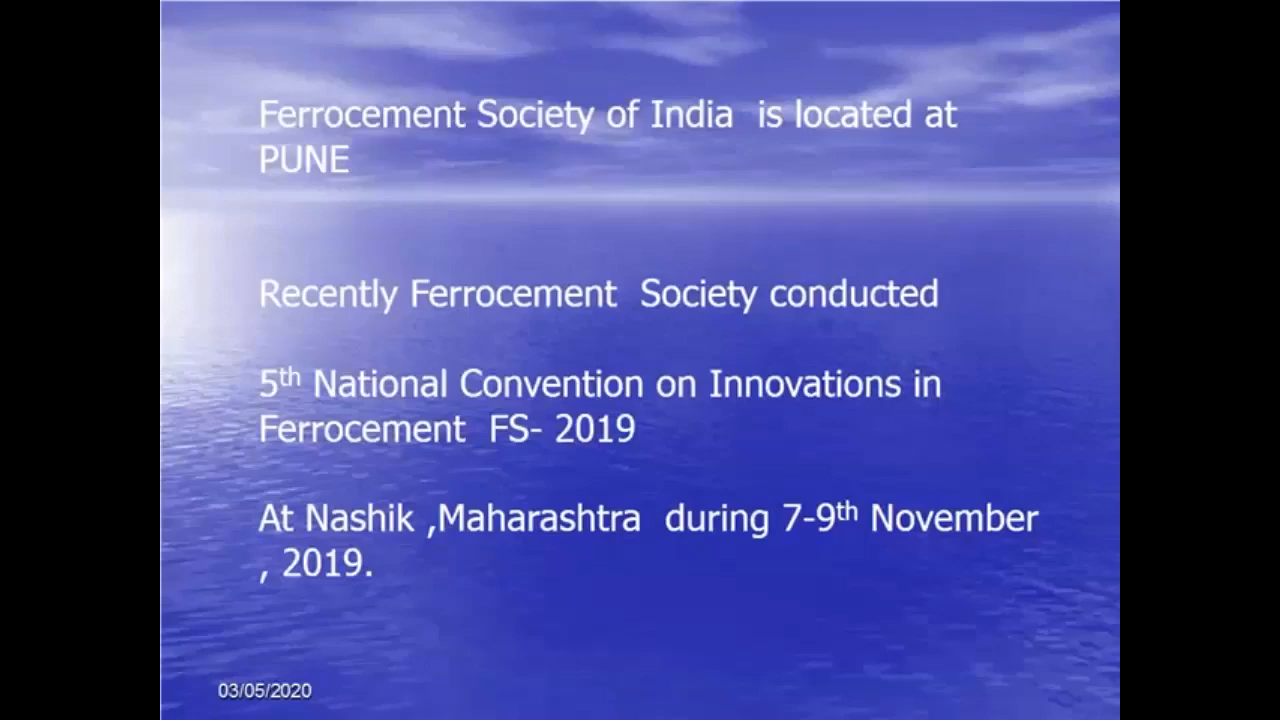 Ferrocement Society of India  is located at
PUNE
Recently Ferrocement  Society conducted
5th National Convention on Innovations in
Ferrocement  FS- 2019
At Nashik ,Maharashtra  during 7-9th November
, 2019.
03/05/2020